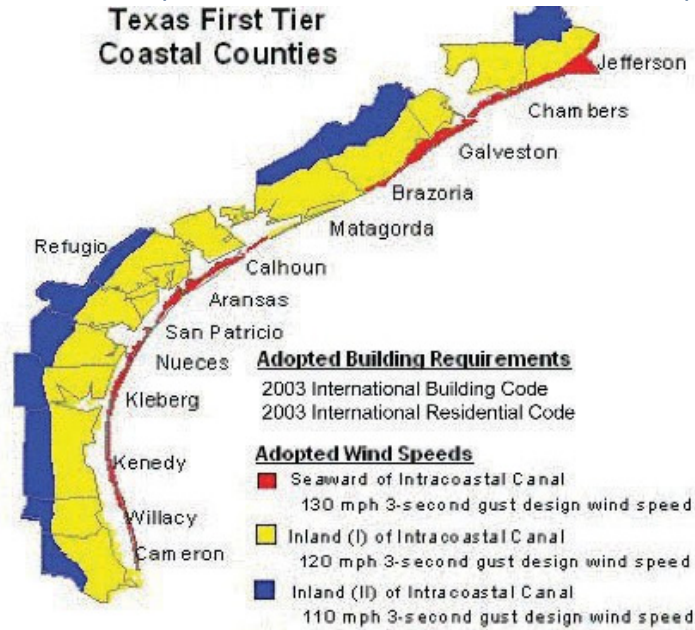 Texas First Tier
Coastal Counties
Jefferson
Chambers
Galveston
Brazoria
Matagorda
Refugio
Calhoun
Aransas
San Patricio
Nueces
Kleberg
Kenedy
Willacy
Cameron
Adopted Building Requirements
2003 International Building Code
2003 International Residential Code
Adopted Wind Speeds
Seaward of Intracoastal Canal
130 mph 3-second gust design wind speed
Inland (I) of Intracoastal Canal
120 mph 3-second gust design wind speed
Inland (II) of Intracoastal Canal
110 mph 3-second gust design wind speed